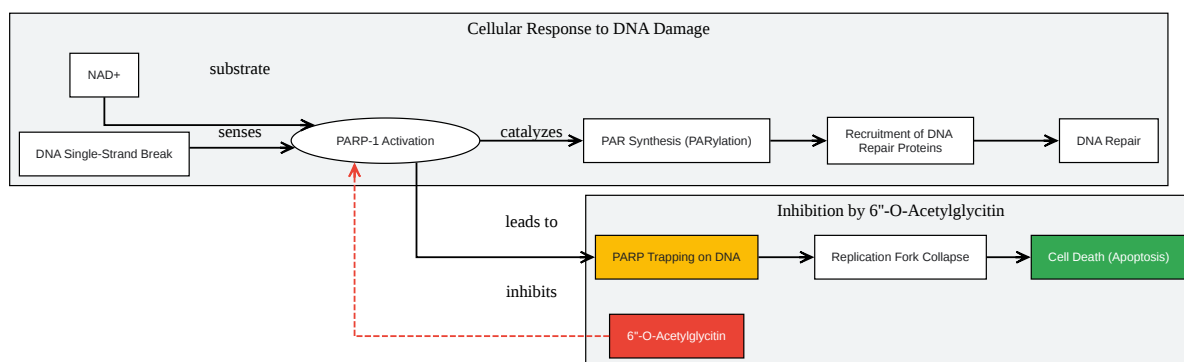 Cellular Response to DNA Damage
NAD+
substrate
DNA Single-Strand Break
senses
PARP-1 Activation
catalyzes
PAR Synthesis (PARylation)
Recruitment of DNA
Repair Proteins
DNA Repair
Inhibition by 6"-O-Acetylglycitin
leads to
PARP Trapping on DNA
Replication Fork Collapse
Cell Death (Apoptosis)
inhibits
6"-O-Acetylglycitin